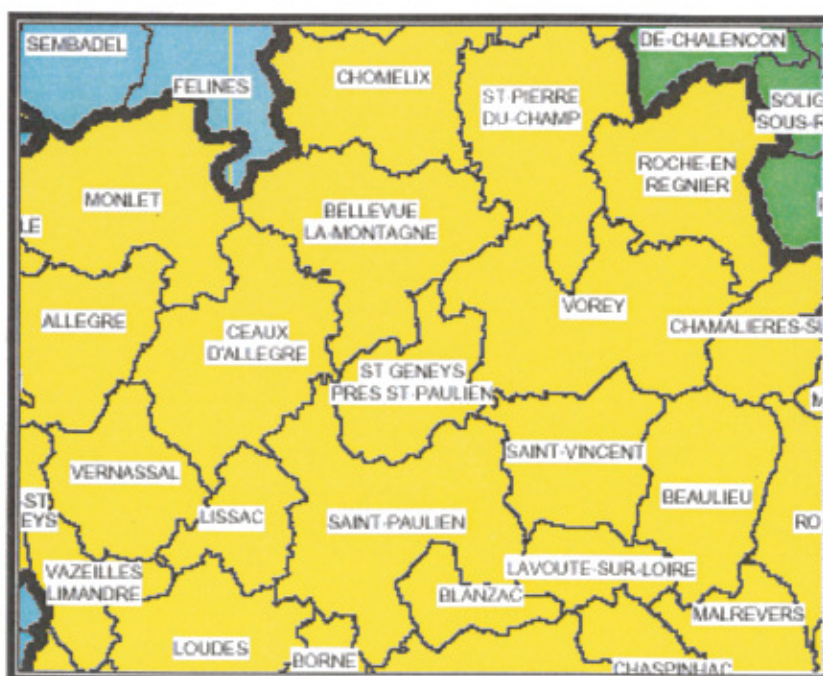 SEMBADEL
FELINES
CHOMELIX
ST-PIERRE
DU-CHAMP
DE-CHALENCON
SOLIG
SOUS-R
ROCHE-EN
REGNIER
MONLET
LE
BELLEVUE
LA-MONTAGNE
ALLEGRE
CEAUX
D'ALLEGRE
VOREY
CHAMALIERES-SU
ST GENEYS
PRES ST-PAULIEN
VERNASSAL
LISSAC
SAINT-PAULIEN
SAINT-VINCENT
BEAULIEU
-ST
EYS
RO
VAZEILLES
LIMANDRE
LAVOUTE-SUR-LOIRE
BLANZAC
MALREVERS
LOUDES
BORNE
CHASPINHAC